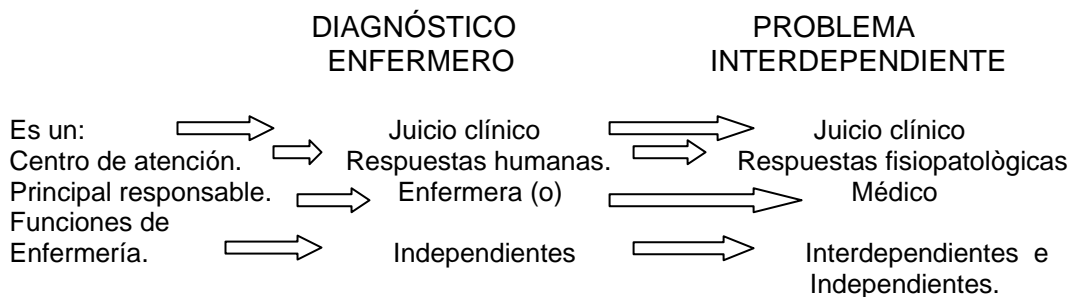 DIAGNÓSTICO PROBLEMA
ENFERMERO INTERDEPENDIENTE
Es un: Juicio clínico Juicio clínico
Centro de atención. Respuestas humanas. Respuestas fisiopatològicas
Principal responsable. Enfermera (o) Médico
Funciones de
Enfermería. Independientes Interdependientes e
Independientes.